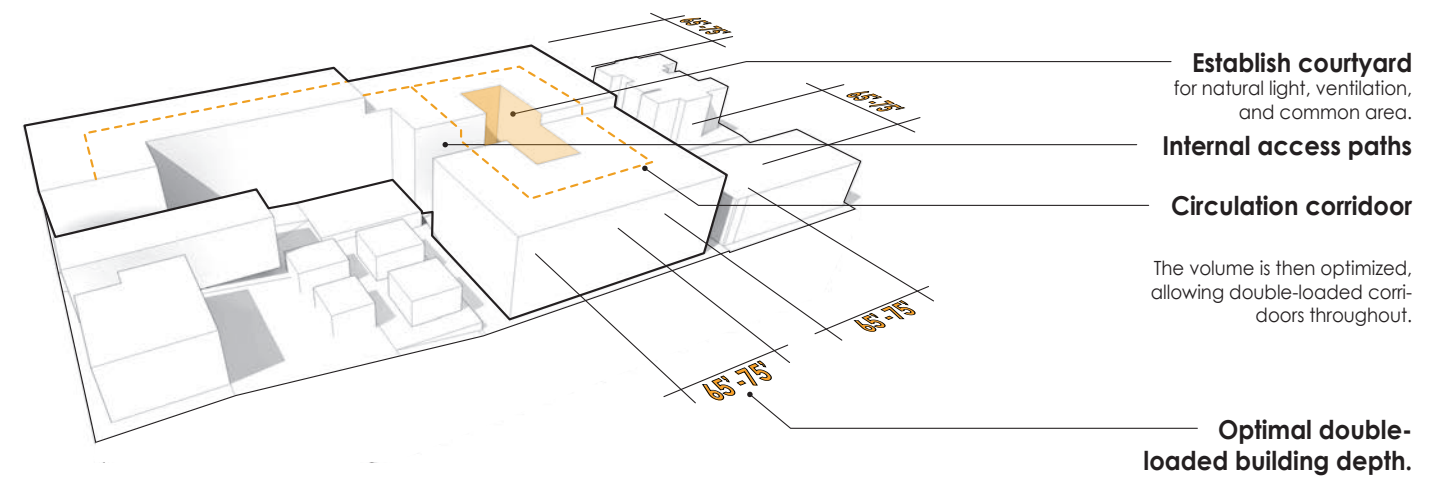 65'-75'
65'-75'
Establish courtyard
for natural light, ventilation,
and common area.
Internal access paths
Circulation corridoor
The volume is then optimized,
allowing double-loaded corri-
doors throughout.
65'-75'
65'-75'
Optimal double-
loaded building depth.